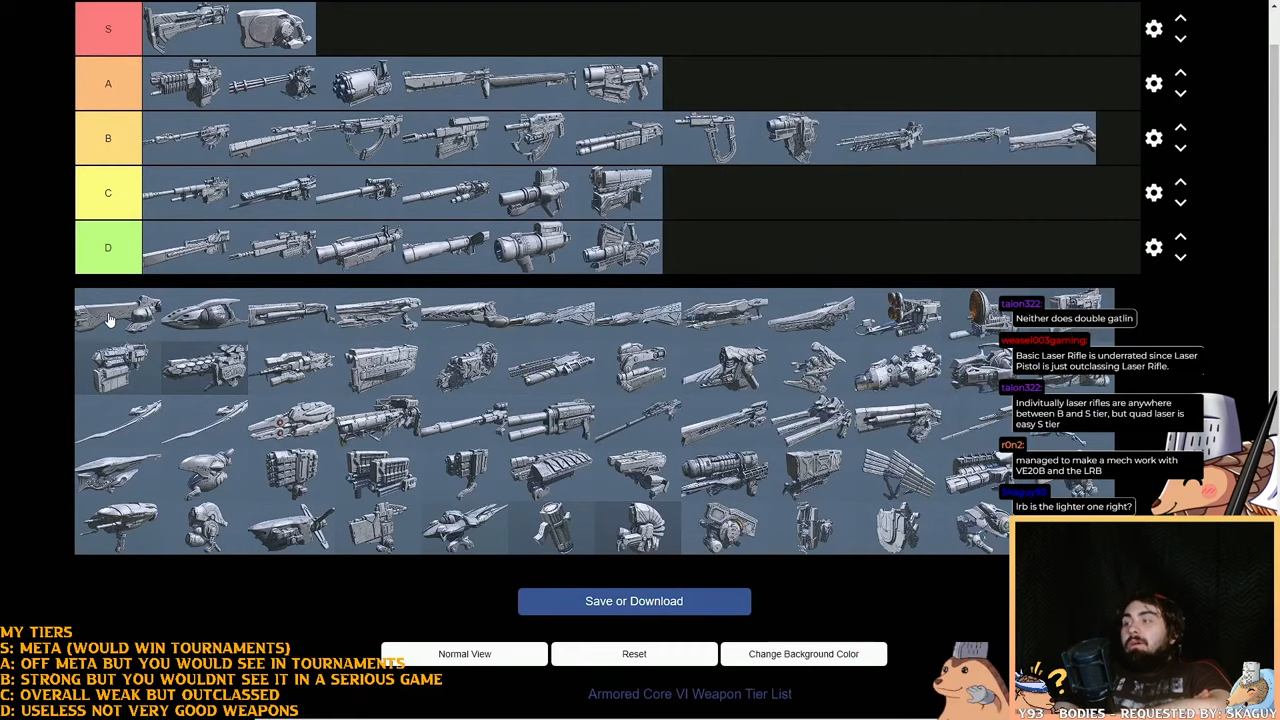 S
A
B
C
D
taion322:
Neither does double gatlin
weasel003gaming:
Basic Laser Rifle is underrated since Laser
Pistol is just outclassing Laser Rifle.
taion322:
Indivitually laser rifles are anywhere
between B and S tier, but quad laser is
easy S tier
r0n2:
managed to make a mech work with
VE20B and the LRB
Skaguy93:
lrb is the lighter one right?
Save or Download
Normal View
Reset
Change Background Color
Armored Core VI Weapon Tier List
MY TIERS
S: META (WOULD WIN TOURNAMENTS)
A: OFF META BUT YOU WOULD SEE IN TOURNAMENTS
B: STRONG BUT YOU WOULDNT SEE IT IN A SERIOUS GAME
C: OVERALL WEAK BUT OUTCLASSED
D: USELESS NOT VERY GOOD WEAPONS
Y93 - BODIES - REQUESTED BY: SKAGUY